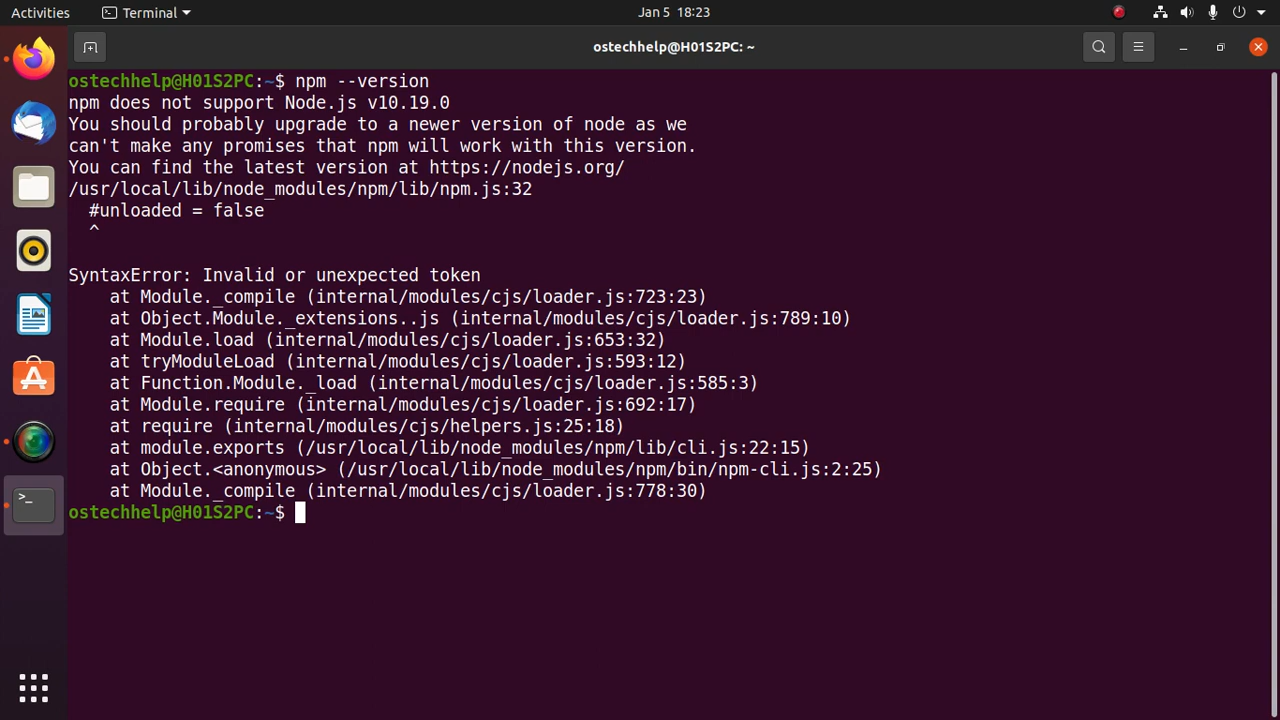 Activities
Terminal
Jan 5 18:23
ostechhelp@H01S2PC: ~
ostechhelp@H01S2PC:~$ npm --version
npm does not support Node.js v10.19.0
You should probably upgrade to a newer version of node as we
can't make any promises that npm will work with this version.
You can find the latest version at https://nodejs.org/
/usr/local/lib/node_modules/npm/lib/npm.js:32
  #unloaded = false
  ^
SyntaxError: Invalid or unexpected token
    at Module._compile (internal/modules/cjs/loader.js:723:23)
    at Object.Module._extensions..js (internal/modules/cjs/loader.js:789:10)
    at Module.load (internal/modules/cjs/loader.js:653:32)
    at tryModuleLoad (internal/modules/cjs/loader.js:593:12)
    at Function.Module._load (internal/modules/cjs/loader.js:585:3)
    at Module.require (internal/modules/cjs/loader.js:692:17)
    at require (internal/modules/cjs/helpers.js:25:18)
    at module.exports (/usr/local/lib/node_modules/npm/lib/cli.js:22:15)
    at Object.<anonymous> (/usr/local/lib/node_modules/npm/bin/npm-cli.js:2:25)
    at Module._compile (internal/modules/cjs/loader.js:778:30)
ostechhelp@H01S2PC:~$